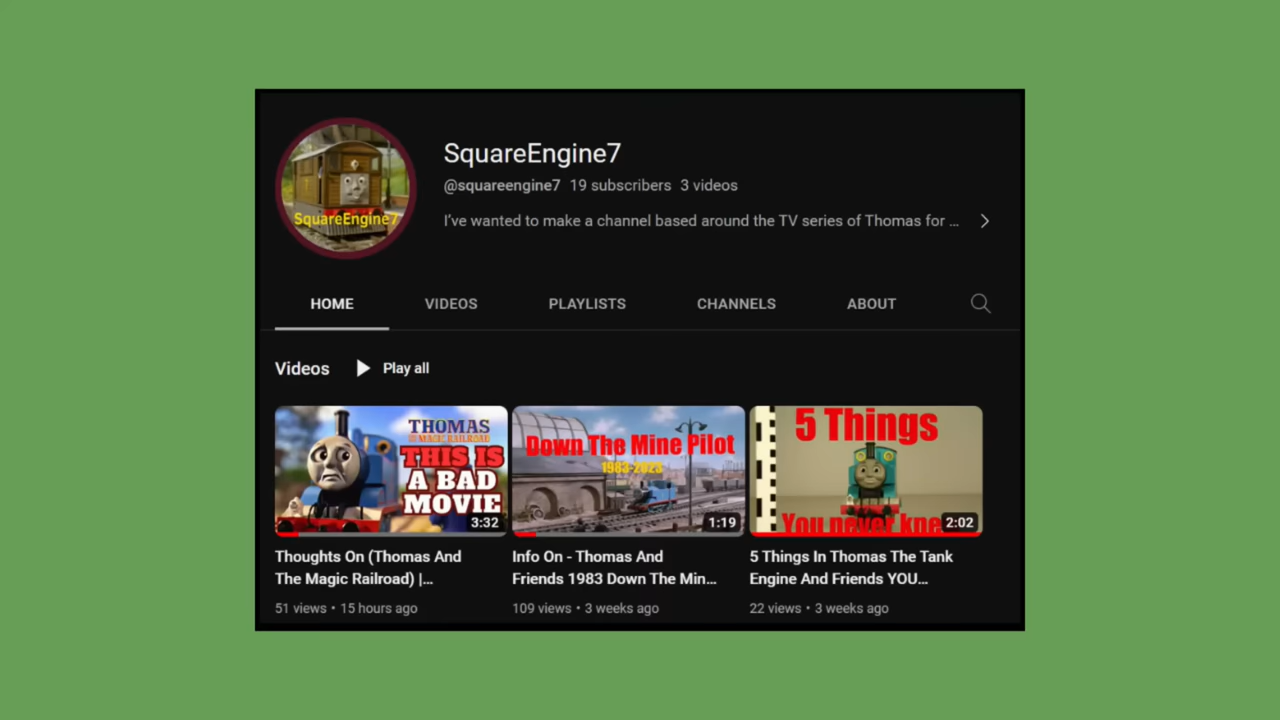 SquareEngine7
SquareEngine7
@squareengine7 19 subscribers 3 videos
I've wanted to make a channel based around the TV series of Thomas for ...
HOME VIDEOS PLAYLISTS CHANNELS ABOUT
Videos Play all
THOMAS
AND THE MAGIC RAILROAD
THIS IS
A BAD
MOVIE
3:32
Down The Mine Pilot
1983-2023
1:19
5 Things
You never kne
2:02
Thoughts On (Thomas And
The Magic Railroad) |...
51 views • 15 hours ago
Info On - Thomas And
Friends 1983 Down The Min...
109 views • 3 weeks ago
5 Things In Thomas The Tank
Engine And Friends YOU...
22 views • 3 weeks ago